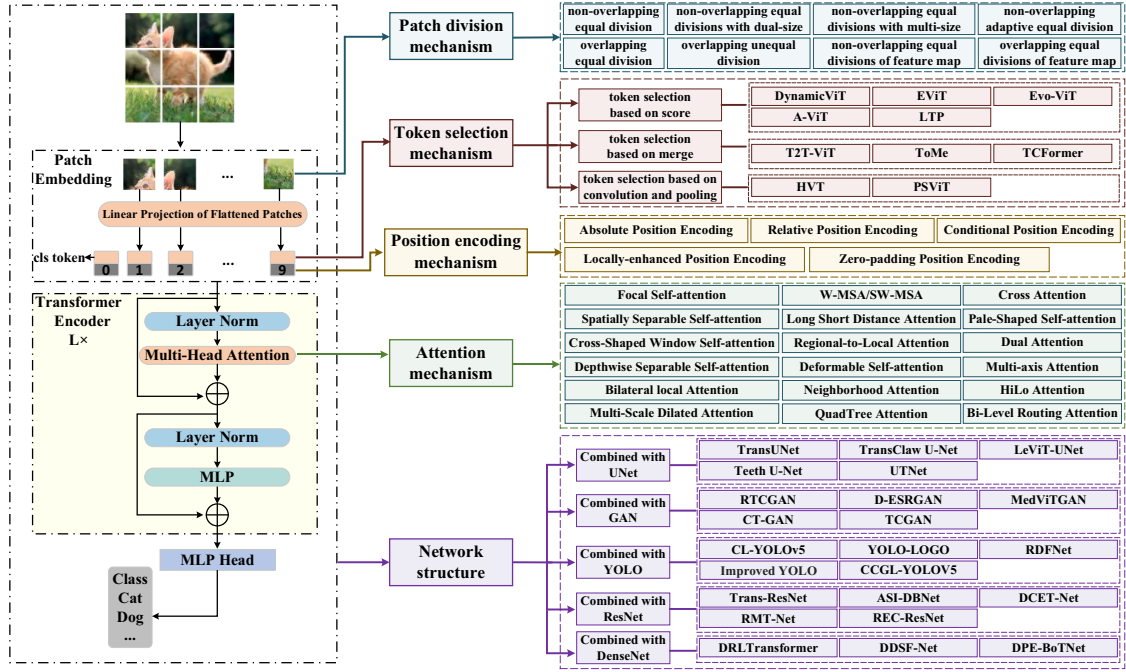 Patch
Embedding
...
Linear Projection of Flattened Patches
cls token
0
1
2
...
9
Transformer
Encoder
L×
Layer Norm
Multi-Head Attention
Layer Norm
MLP
MLP Head
Class
Cat
Dog
...
Patch division
mechanism
non-overlapping
equal division
non-overlapping equal
divisions with dual-size
non-overlapping equal
divisions with multi-size
non-overlapping
adaptive equal division
overlapping
equal division
overlapping unequal
division
non-overlapping equal
divisions of feature map
overlapping equal
divisions of feature map
Token selection
mechanism
token selection
based on score
DynamicViT
EViT
Evo-ViT
A-ViT
LTP
token selection
based on merge
T2T-ViT
ToMe
TCFormer
token selection based on
convolution and pooling
HVT
PSViT
Position encoding
mechanism
Absolute Position Encoding
Relative Position Encoding
Conditional Position Encoding
Locally-enhanced Position Encoding
Zero-padding Position Encoding
Attention
mechanism
Focal Self-attention
W-MSA/SW-MSA
Cross Attention
Spatially Separable Self-attention
Long Short Distance Attention
Pale-Shaped Self-attention
Cross-Shaped Window Self-attention
Regional-to-Local Attention
Dual Attention
Depthwise Separable Self-attention
Deformable Self-attention
Multi-axis Attention
Bilateral local Attention
Neighborhood Attention
HiLo Attention
Multi-Scale Dilated Attention
QuadTree Attention
Bi-Level Routing Attention
Network
structure
Combined with
UNet
TransUNet
TransClaw U-Net
LeViT-UNet
Teeth U-Net
UTNet
Combined with
GAN
RTCGAN
D-ESRGAN
MedViTGAN
CT-GAN
TCGAN
Combined with
YOLO
CL-YOLOv5
YOLO-LOGO
RDFNet
Improved YOLO
CCGL-YOLOV5
Combined with
ResNet
Trans-ResNet
ASI-DBNet
DCET-Net
RMT-Net
REC-ResNet
Combined with
DenseNet
DRLTransformer
DDSF-Net
DPE-BoTNet